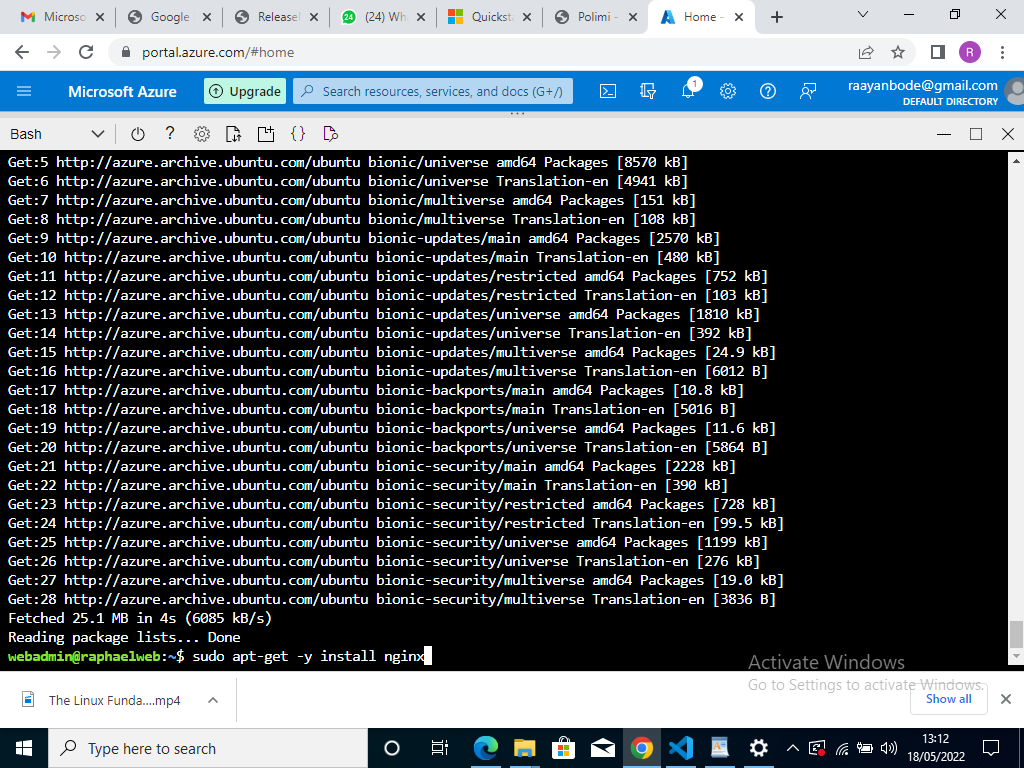 Microso
Google
Release
24 (24) Wh
Quickst
Polimi -
Home -
portal.azure.com/#home
R
Microsoft Azure
Upgrade
Search resources, services, and docs (G+/)
1
raayanbode@gmail.com
DEFAULT DIRECTORY
Bash
Get:5 http://azure.archive.ubuntu.com/ubuntu bionic/universe amd64 Packages [8570 kB]
Get:6 http://azure.archive.ubuntu.com/ubuntu bionic/universe Translation-en [4941 kB]
Get:7 http://azure.archive.ubuntu.com/ubuntu bionic/multiverse amd64 Packages [151 kB]
Get:8 http://azure.archive.ubuntu.com/ubuntu bionic/multiverse Translation-en [108 kB]
Get:9 http://azure.archive.ubuntu.com/ubuntu bionic-updates/main amd64 Packages [2570 kB]
Get:10 http://azure.archive.ubuntu.com/ubuntu bionic-updates/main Translation-en [480 kB]
Get:11 http://azure.archive.ubuntu.com/ubuntu bionic-updates/restricted amd64 Packages [752 kB]
Get:12 http://azure.archive.ubuntu.com/ubuntu bionic-updates/restricted Translation-en [103 kB]
Get:13 http://azure.archive.ubuntu.com/ubuntu bionic-updates/universe amd64 Packages [1810 kB]
Get:14 http://azure.archive.ubuntu.com/ubuntu bionic-updates/universe Translation-en [392 kB]
Get:15 http://azure.archive.ubuntu.com/ubuntu bionic-updates/multiverse amd64 Packages [24.9 kB]
Get:16 http://azure.archive.ubuntu.com/ubuntu bionic-updates/multiverse Translation-en [6012 B]
Get:17 http://azure.archive.ubuntu.com/ubuntu bionic-backports/main amd64 Packages [10.8 kB]
Get:18 http://azure.archive.ubuntu.com/ubuntu bionic-backports/main Translation-en [5016 B]
Get:19 http://azure.archive.ubuntu.com/ubuntu bionic-backports/universe amd64 Packages [11.6 kB]
Get:20 http://azure.archive.ubuntu.com/ubuntu bionic-backports/universe Translation-en [5864 B]
Get:21 http://azure.archive.ubuntu.com/ubuntu bionic-security/main amd64 Packages [2228 kB]
Get:22 http://azure.archive.ubuntu.com/ubuntu bionic-security/main Translation-en [390 kB]
Get:23 http://azure.archive.ubuntu.com/ubuntu bionic-security/restricted amd64 Packages [728 kB]
Get:24 http://azure.archive.ubuntu.com/ubuntu bionic-security/restricted Translation-en [99.5 kB]
Get:25 http://azure.archive.ubuntu.com/ubuntu bionic-security/universe amd64 Packages [1199 kB]
Get:26 http://azure.archive.ubuntu.com/ubuntu bionic-security/universe Translation-en [276 kB]
Get:27 http://azure.archive.ubuntu.com/ubuntu bionic-security/multiverse amd64 Packages [19.0 kB]
Get:28 http://azure.archive.ubuntu.com/ubuntu bionic-security/multiverse Translation-en [3836 B]
Fetched 25.1 MB in 4s (6085 kB/s)
Reading package lists... Done
webadmin@raphaelweb:~$ sudo apt-get -y install nginx
Activate Windows
Go to Settings to activate Windows.
The Linux Funda....mp4
Show all
Type here to search
13:12
18/05/2022